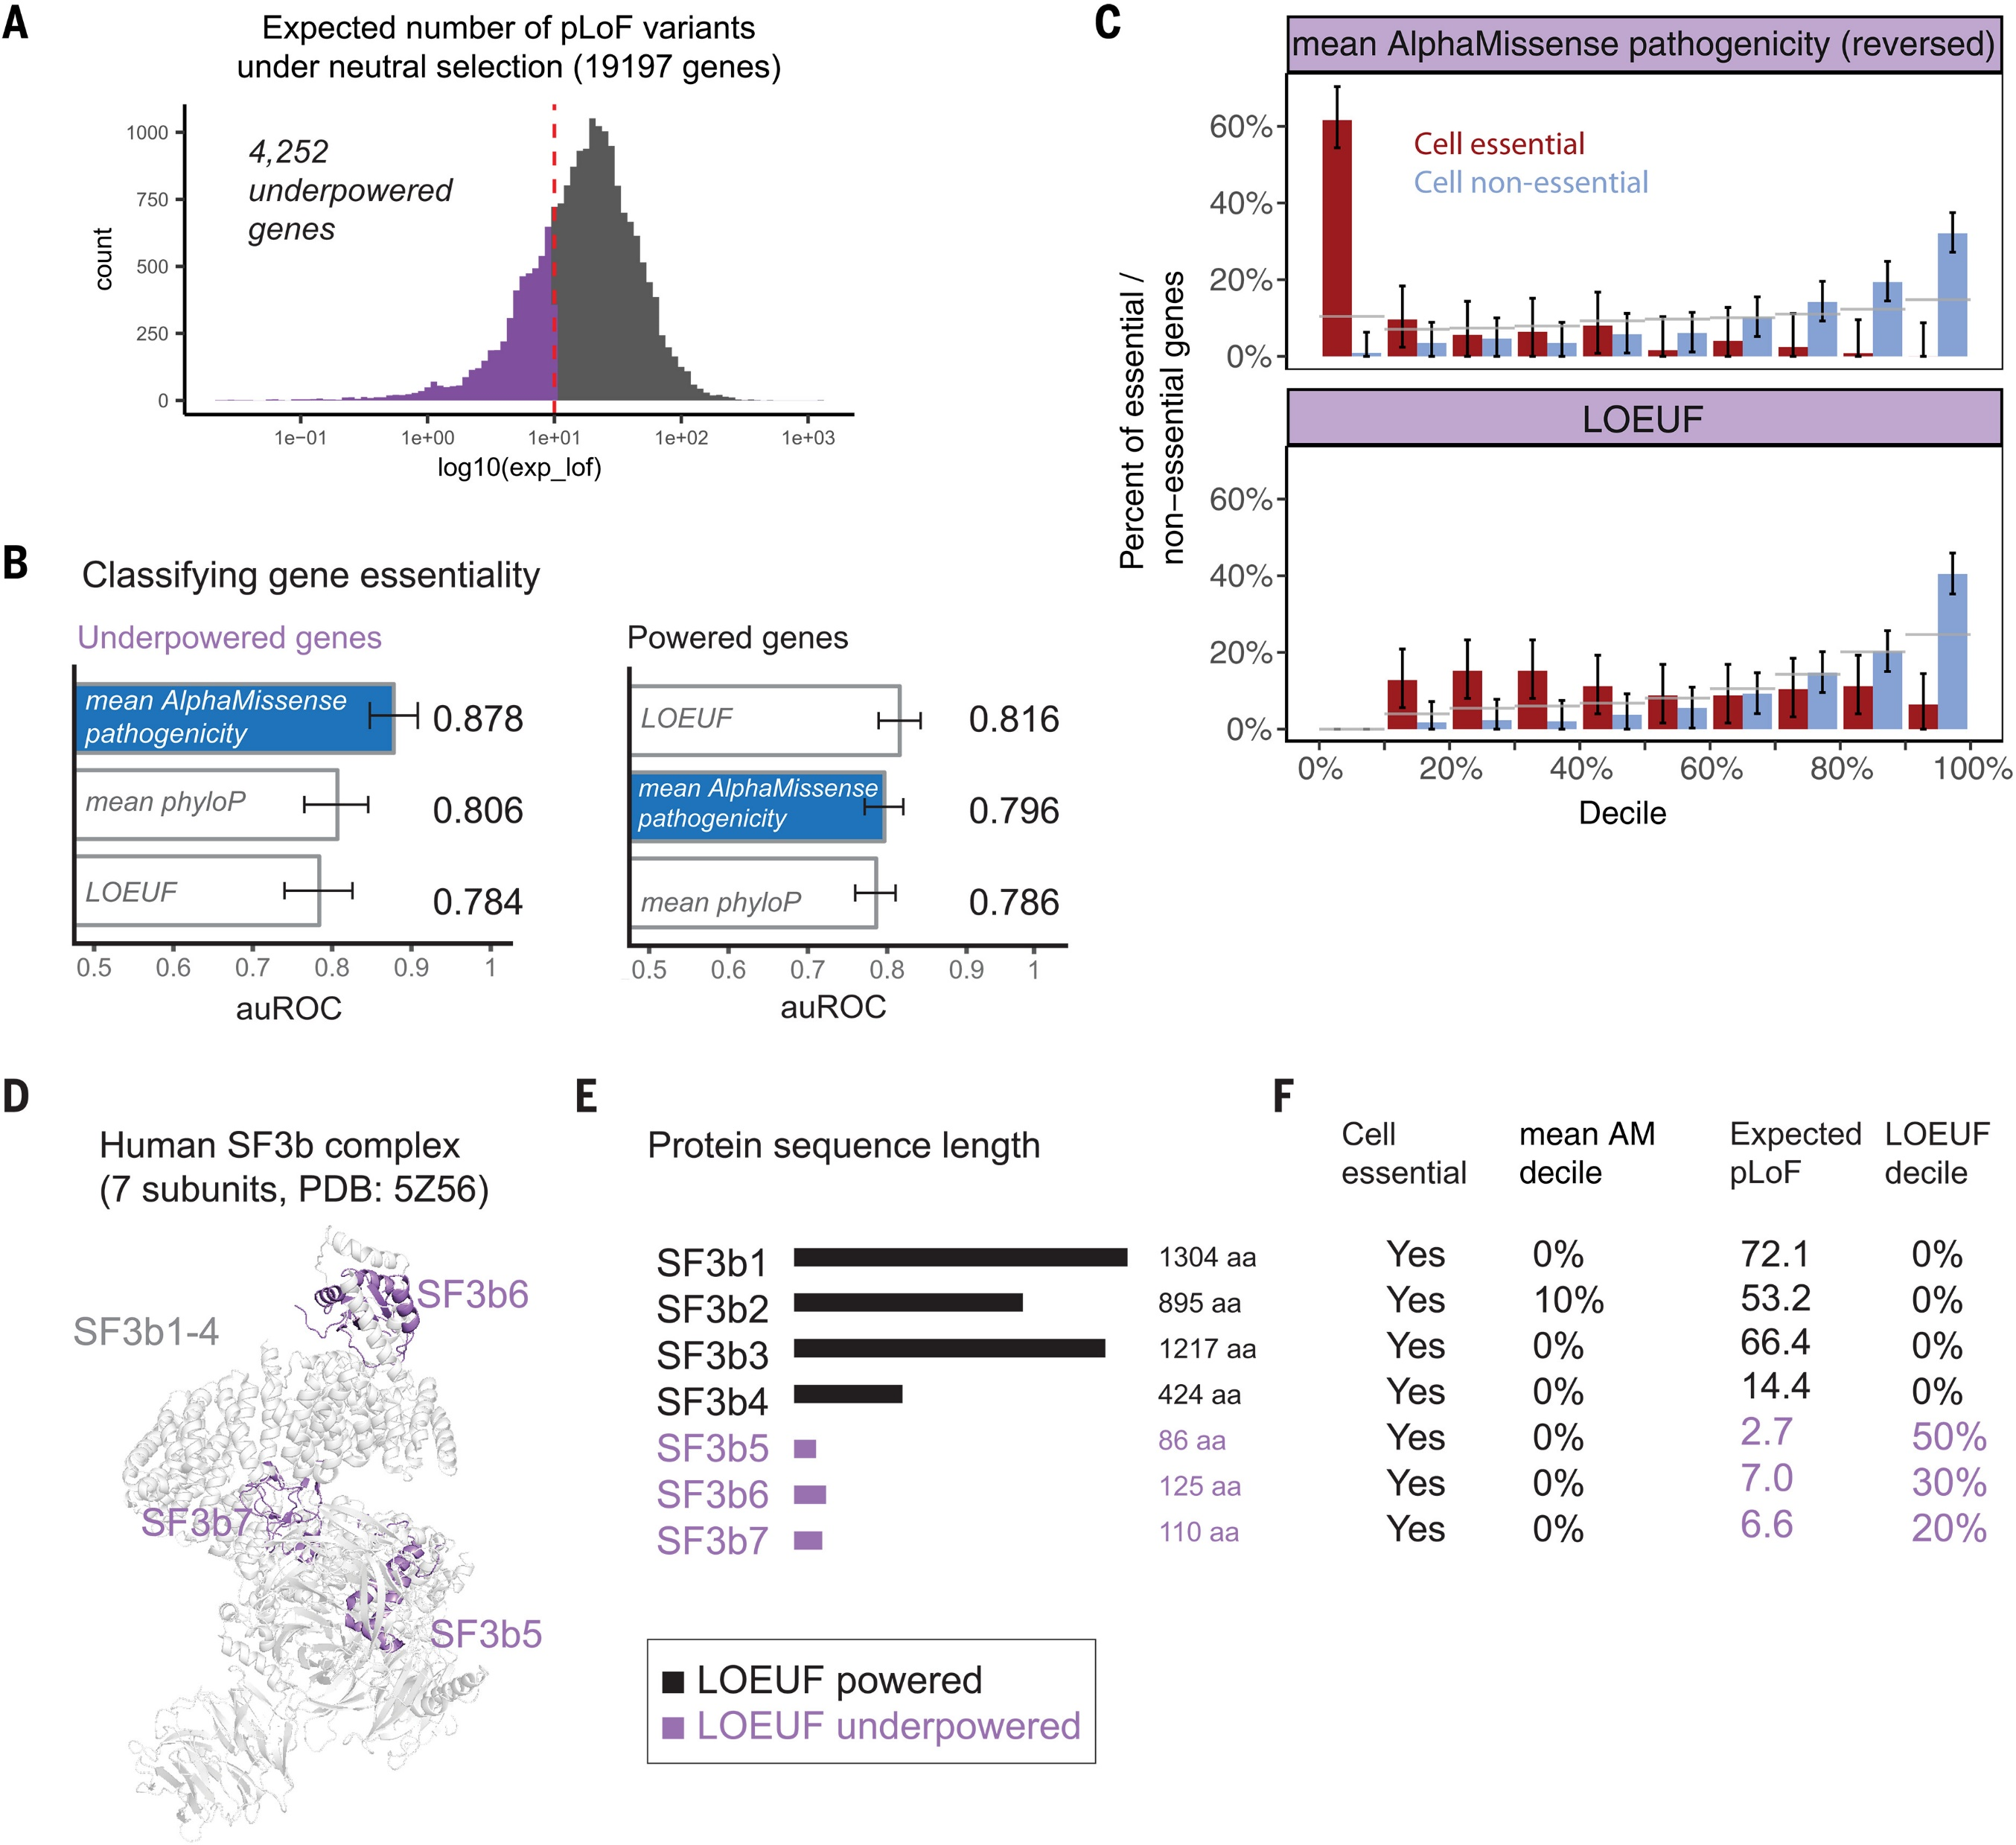 A
Expected number of pLoF variants
under neutral selection (19197 genes)
4,252
underpowered
genes
count
1000
750
500
250
0
1e−01 1e+00 1e+01 1e+02 1e+03
log10(exp_lof)
B
Classifying gene essentiality
Underpowered genes
mean AlphaMissense
pathogenicity
0.878
mean phyloP
0.806
LOEUF
0.784
0.5 0.6 0.7 0.8 0.9 1
auROC
Powered genes
LOEUF
0.816
mean AlphaMissense
pathogenicity
0.796
mean phyloP
0.786
0.5 0.6 0.7 0.8 0.9 1
auROC
C
mean AlphaMissense pathogenicity (reversed)
Cell essential
Cell non-essential
60%
40%
20%
0%
Percent of essential /
non−essential genes
LOEUF
60%
40%
20%
0%
0% 20% 40% 60% 80% 100%
Decile
D
Human SF3b complex
(7 subunits, PDB: 5Z56)
SF3b6
SF3b1-4
SF3b7
SF3b5
E
Protein sequence length
SF3b1 1304 aa
SF3b2 895 aa
SF3b3 1217 aa
SF3b4 424 aa
SF3b5 86 aa
SF3b6 125 aa
SF3b7 110 aa
LOEUF powered
LOEUF underpowered
F
Cell mean AM Expected LOEUF
essential decile pLoF decile
Yes 0% 72.1 0%
Yes 10% 53.2 0%
Yes 0% 66.4 0%
Yes 0% 14.4 0%
Yes 0% 2.7 50%
Yes 0% 7.0 30%
Yes 0% 6.6 20%